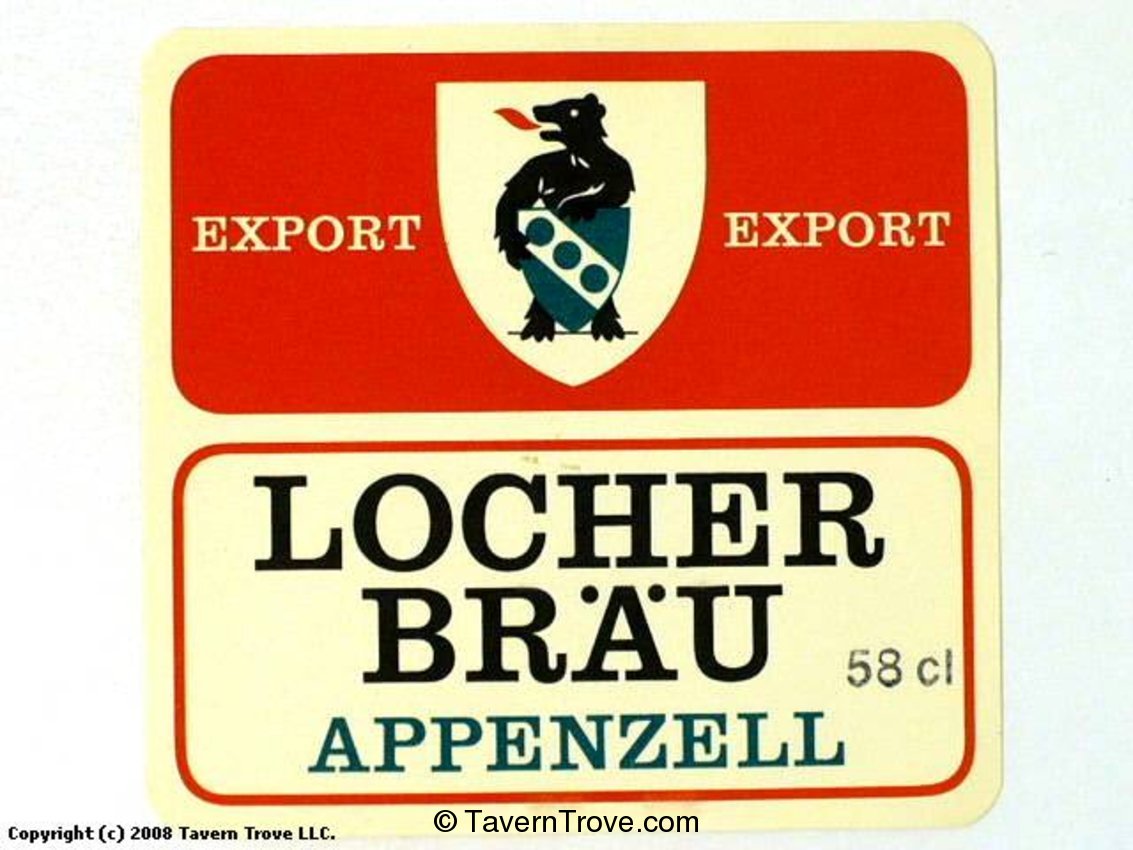 EXPORT EXPORT
LOCHER
BRÄU
58 cl
APPENZELL
Copyright (c) 2008 Tavern Trove LLC.
© TavernTrove.com